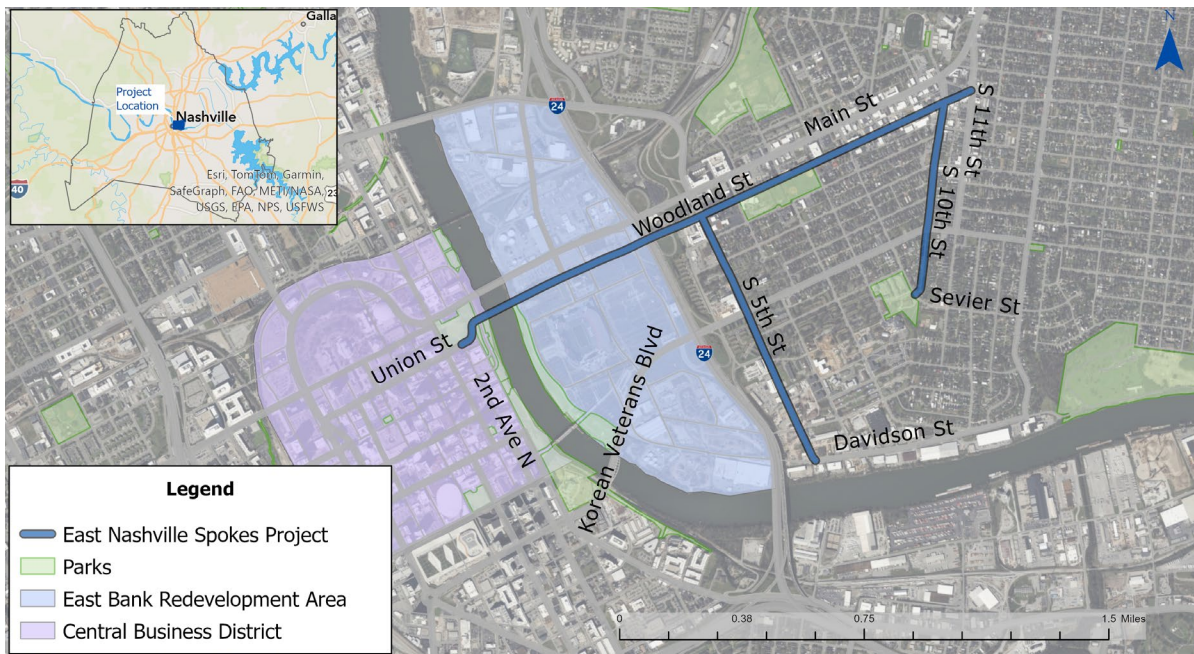 Galla
Project
Location
Nashville
Esri, TomTom, Garmin,
SafeGraph, FAO, METI/NASA,
USGS, EPA, NPS, USFWS
40
23
N
24
Main St
S 11th St
Woodland St
S 10th St
Sevier St
S 5th St
24
Union St
2nd Ave N
Korean Veterans Blvd
Davidson St
Legend
East Nashville Spokes Project
Parks
East Bank Redevelopment Area
Central Business District
0 0.38 0.75 1.5 Miles